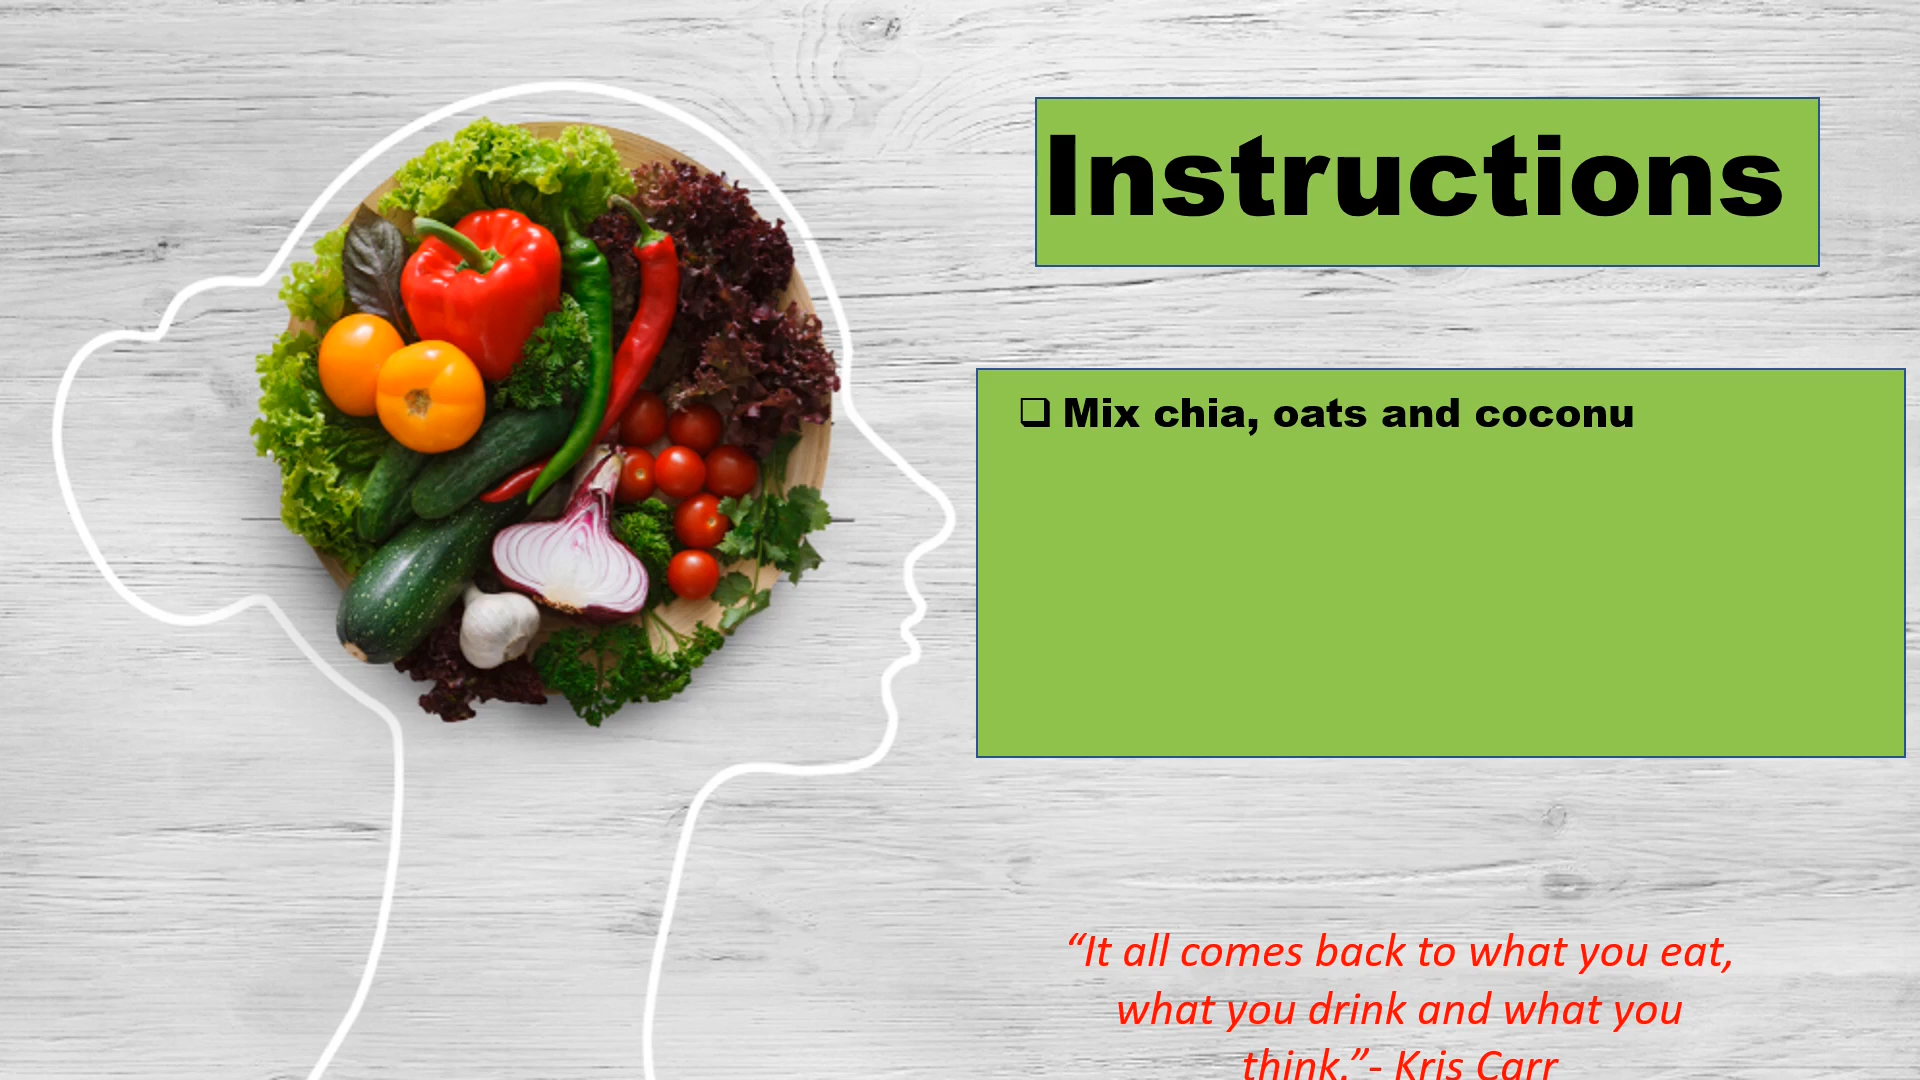 Instructions
❑ Mix chia, oats and coconu
“It all comes back to what you eat,
what you drink and what you
think.”- Kris Carr